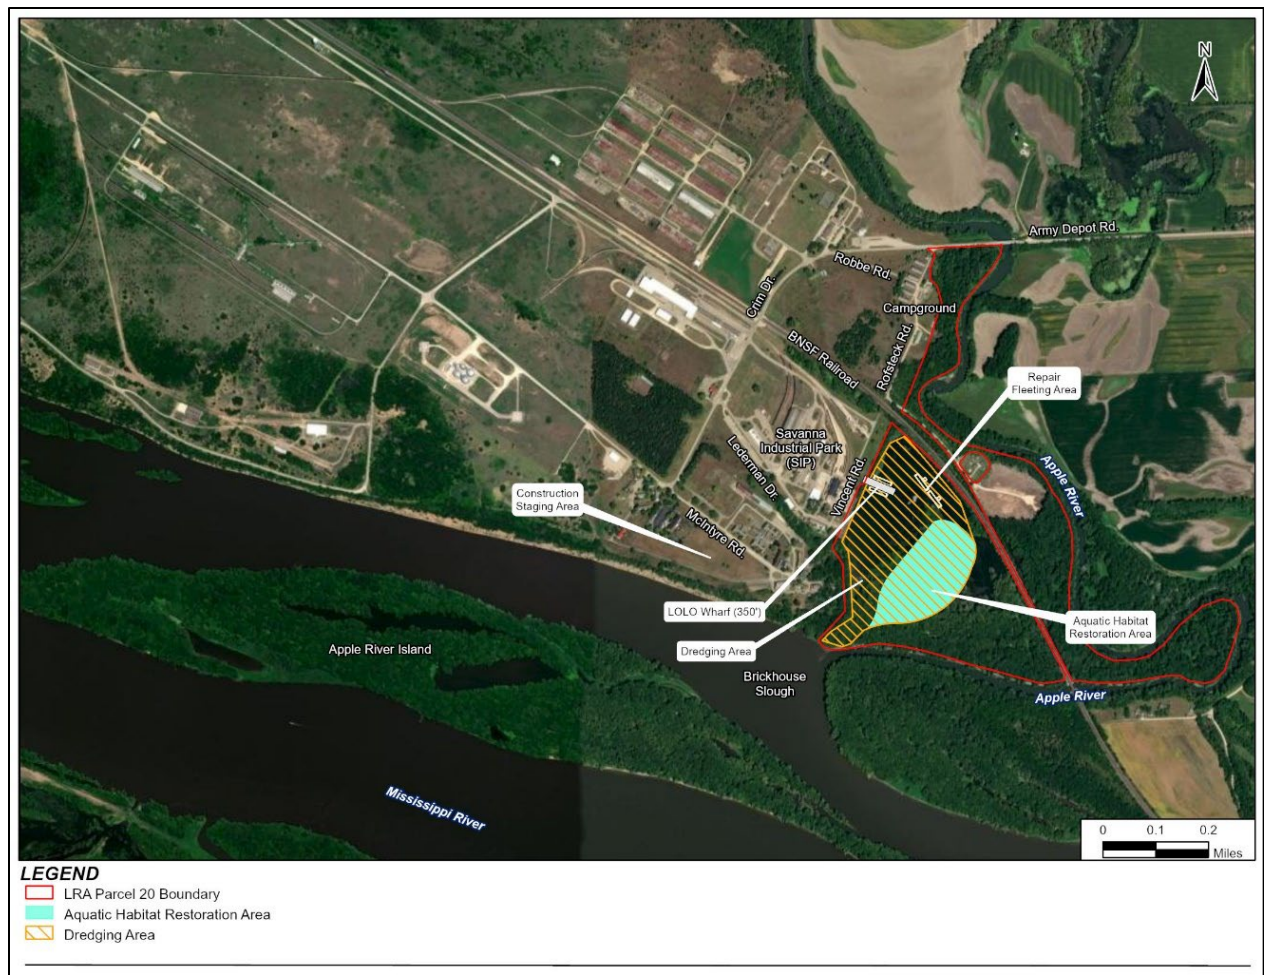 N
Army Depot Rd.
Robbe Rd.
Crim Dr.
Campground
BNSF Railroad
Rofsteck Rd.
Repair
Fleeting Area
Savanna
Industrial Park
(SIP)
Lederman Dr.
Vincent Rd.
Apple River
Construction
Staging Area
McIntyre Rd.
LOLO Wharf (350')
Aquatic Habitat
Restoration Area
Dredging Area
Apple River Island
Brickhouse
Slough
Apple River
Mississippi River
0 0.1 0.2
Miles
LEGEND
LRA Parcel 20 Boundary
Aquatic Habitat Restoration Area
Dredging Area